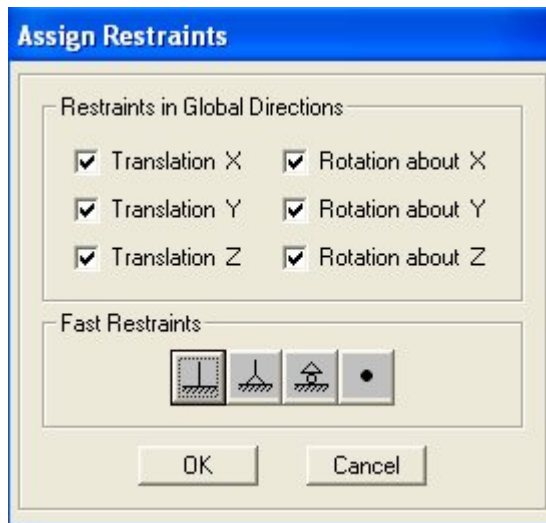 Assign Restraints
Restraints in Global Directions
Translation X Rotation about X
Translation Y Rotation about Y
Translation Z Rotation about Z
Fast Restraints
OK Cancel